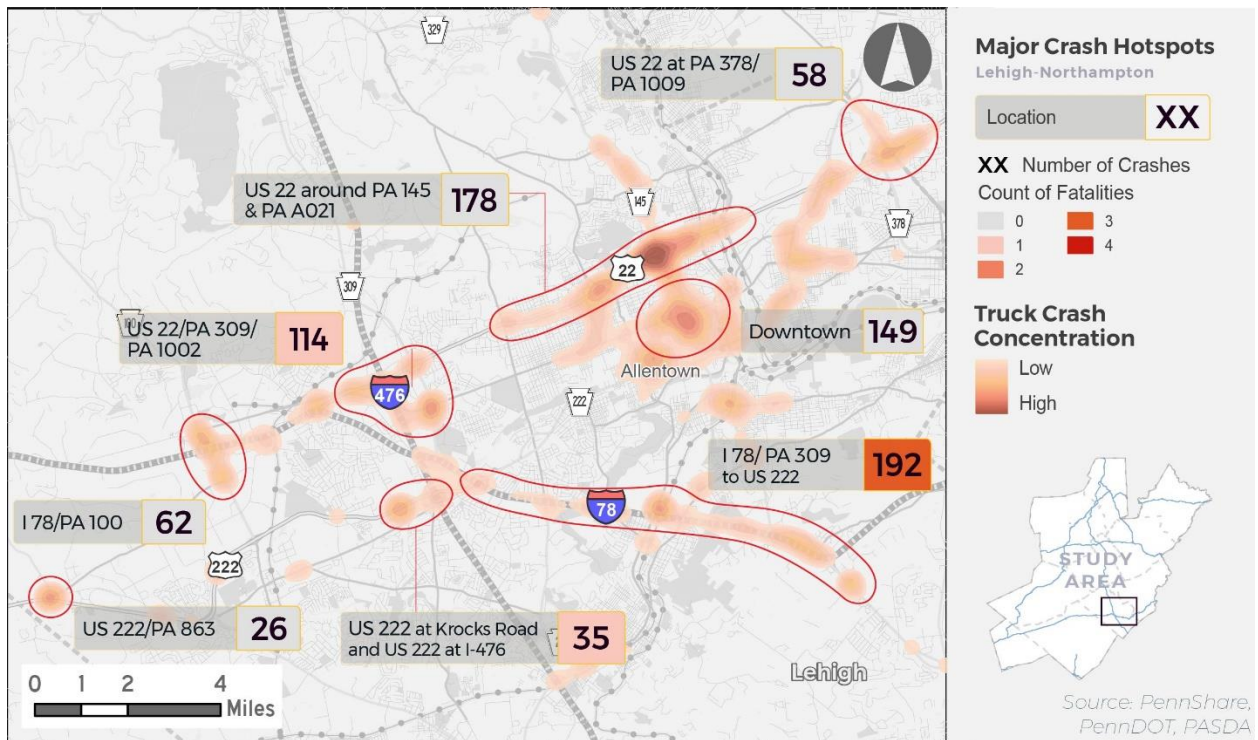 329
US 22 at PA 378/
PA 1009
58
US 22 around PA 145
& PA A021
178
145
378
22
309
US 22/PA 309/
PA 1002
114
Downtown
149
Allentown
476
222
I 78/ PA 309
to US 222
192
78
I 78/PA 100
62
222
US 222/PA 863
26
US 222 at Krocks Road
and US 222 at I-476
35
Lehigh
0 1 2 4
Miles
Major Crash Hotspots
Lehigh-Northampton
Location
XX
XX Number of Crashes
Count of Fatalities
0 3
1 4
2
Truck Crash
Concentration
Low
High
STUDY
AREA
Source: PennShare,
PennDOT, PASDA